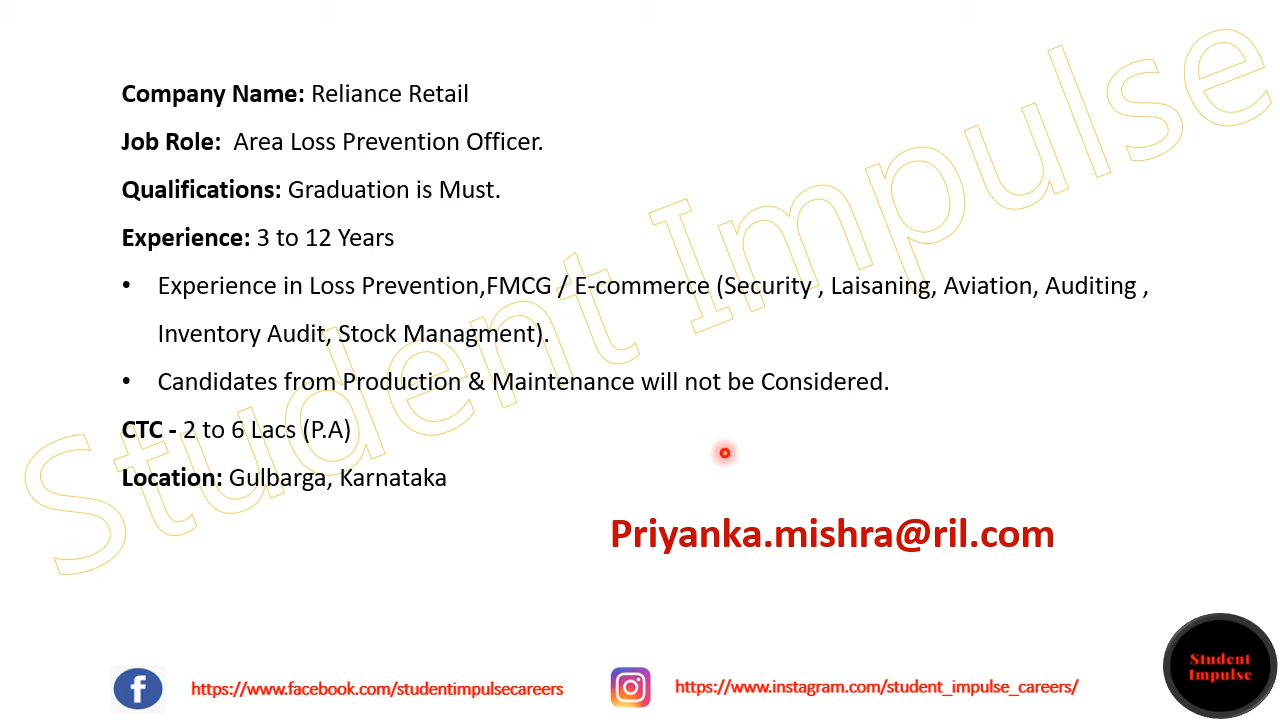 Student Impulse
Company Name: Reliance Retail
Job Role: Area Loss Prevention Officer.
Qualifications: Graduation is Must.
Experience: 3 to 12 Years
• Experience in Loss Prevention,FMCG / E-commerce (Security , Laisaning, Aviation, Auditing ,
Inventory Audit, Stock Managment).
• Candidates from Production & Maintenance will not be Considered.
CTC - 2 to 6 Lacs (P.A)
Location: Gulbarga, Karnataka
Priyanka.mishra@ril.com
https://www.facebook.com/studentimpulsecareers
https://www.instagram.com/student_impulse_careers/
Student
Impulse